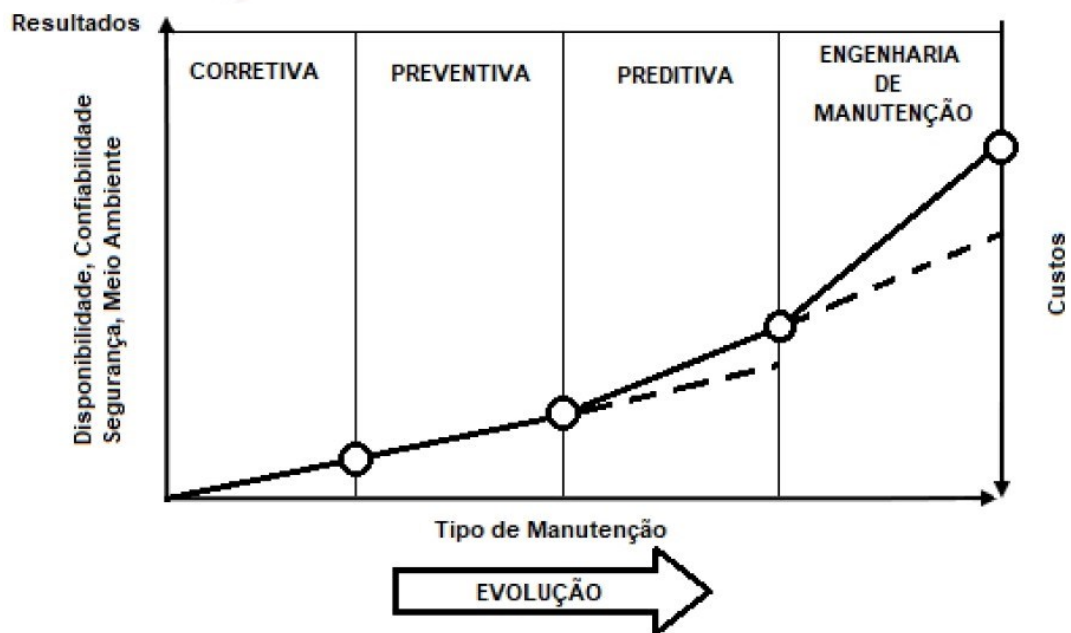 Resultados
CORRETIVA
PREVENTIVA
PREDITIVA
ENGENHARIA
DE
MANUTENÇÃO
Disponibilidade, Confiabilidade
Segurança, Meio Ambiente
Custos
Tipo de Manutenção
EVOLUÇÃO